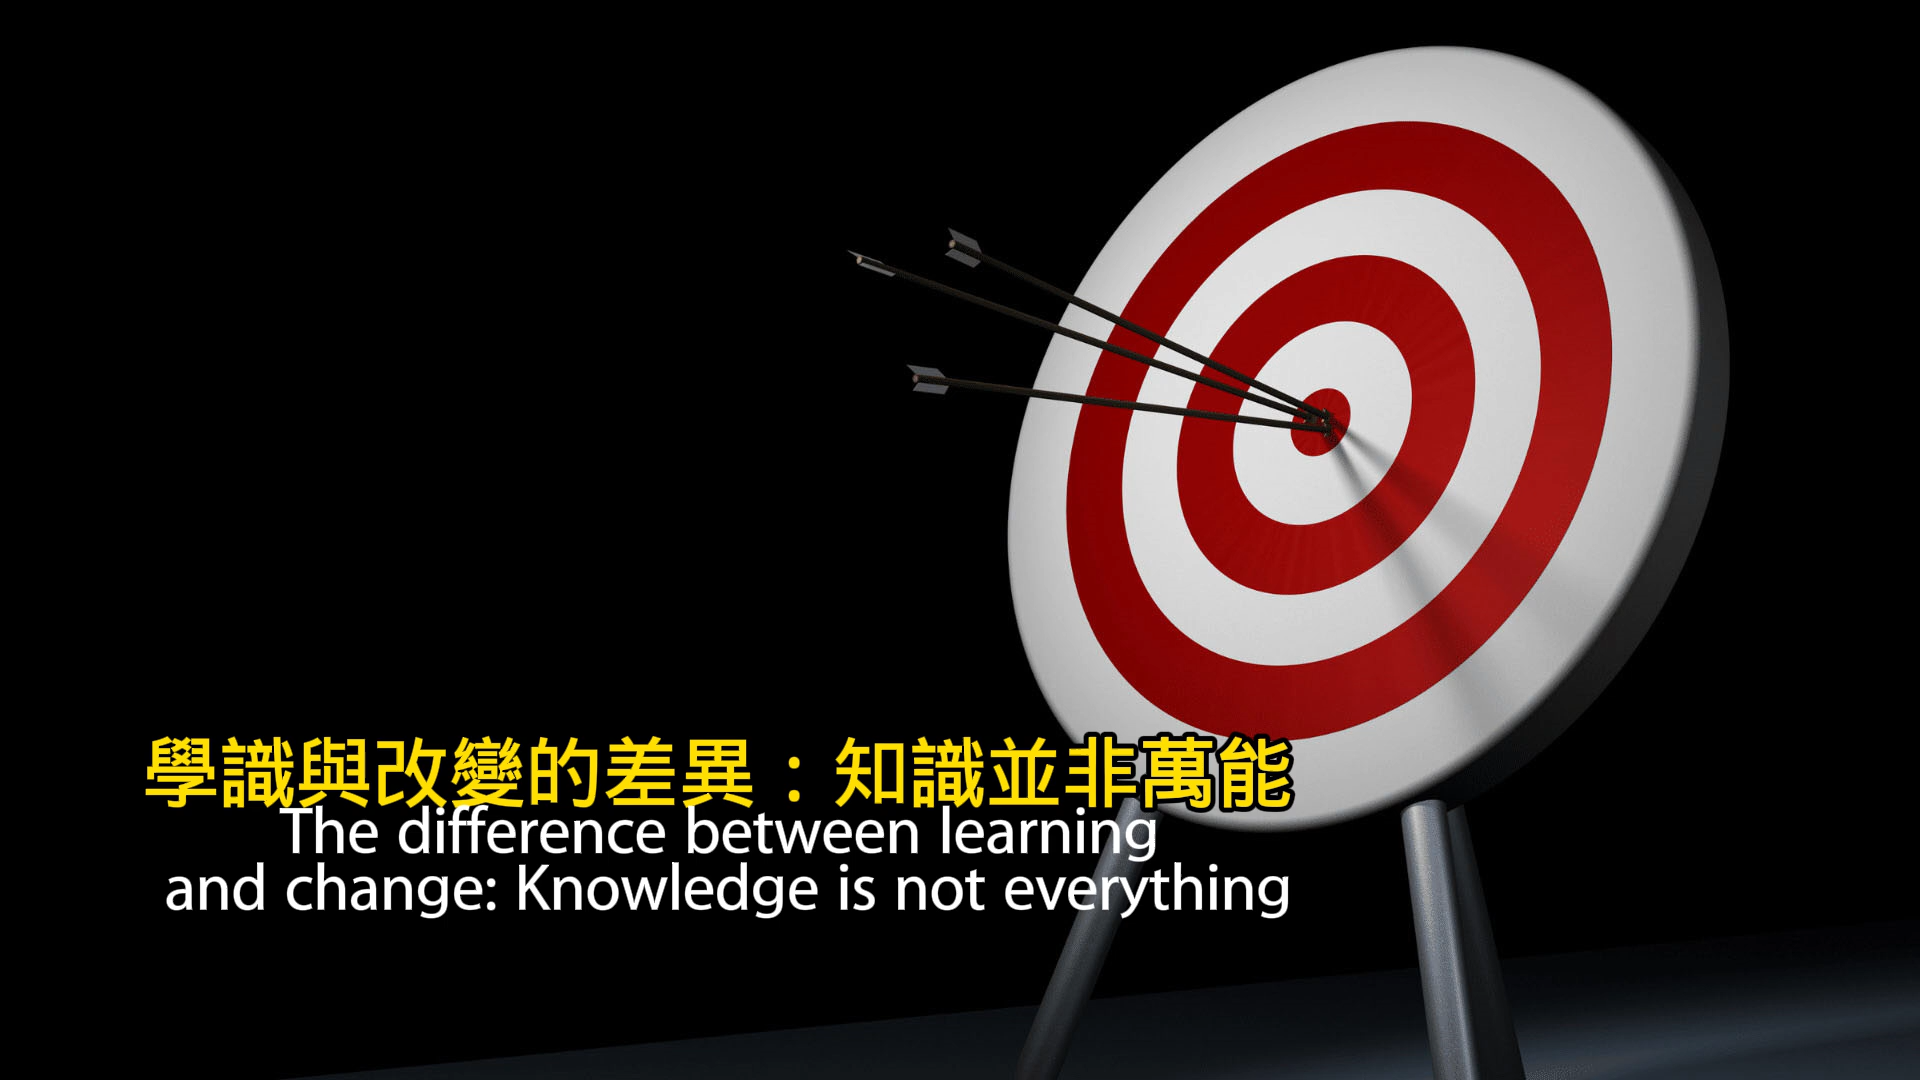 學識與改變的差異：知識並非萬能
The difference between learning
and change: Knowledge is not everything